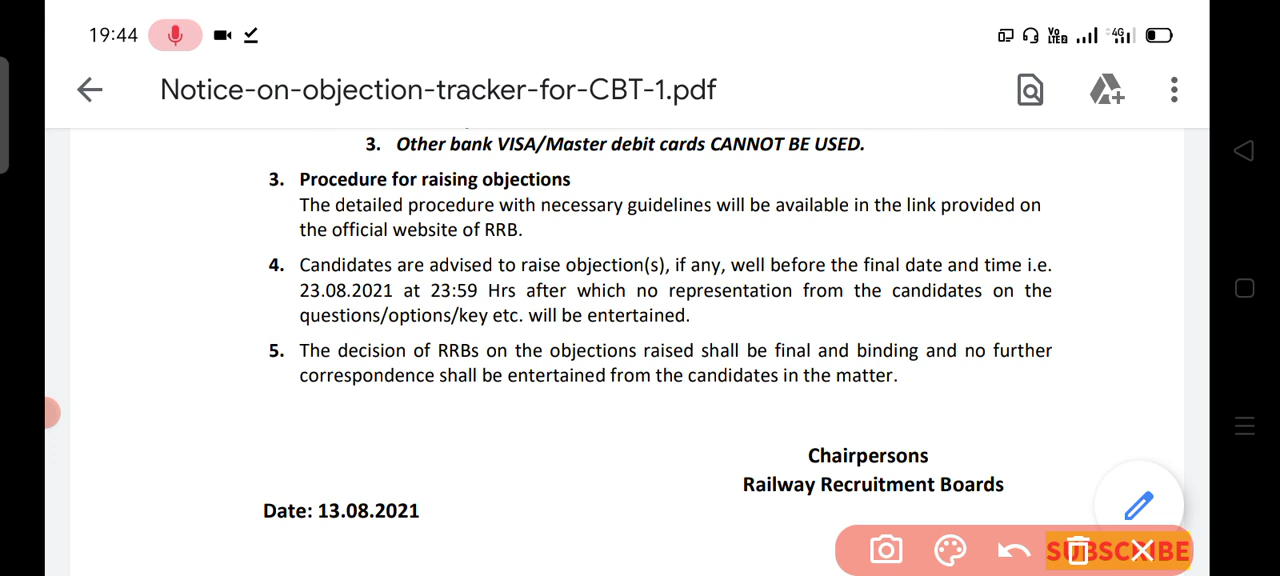 19:44
Vo LTE2 4G
Notice-on-objection-tracker-for-CBT-1.pdf
3. Other bank VISA/Master debit cards CANNOT BE USED.
3. Procedure for raising objections
The detailed procedure with necessary guidelines will be available in the link provided on
the official website of RRB.
4. Candidates are advised to raise objection(s), if any, well before the final date and time i.e.
23.08.2021 at 23:59 Hrs after which no representation from the candidates on the
questions/options/key etc. will be entertained.
5. The decision of RRBs on the objections raised shall be final and binding and no further
correspondence shall be entertained from the candidates in the matter.
Chairpersons
Railway Recruitment Boards
Date: 13.08.2021
SUBSCRIBE